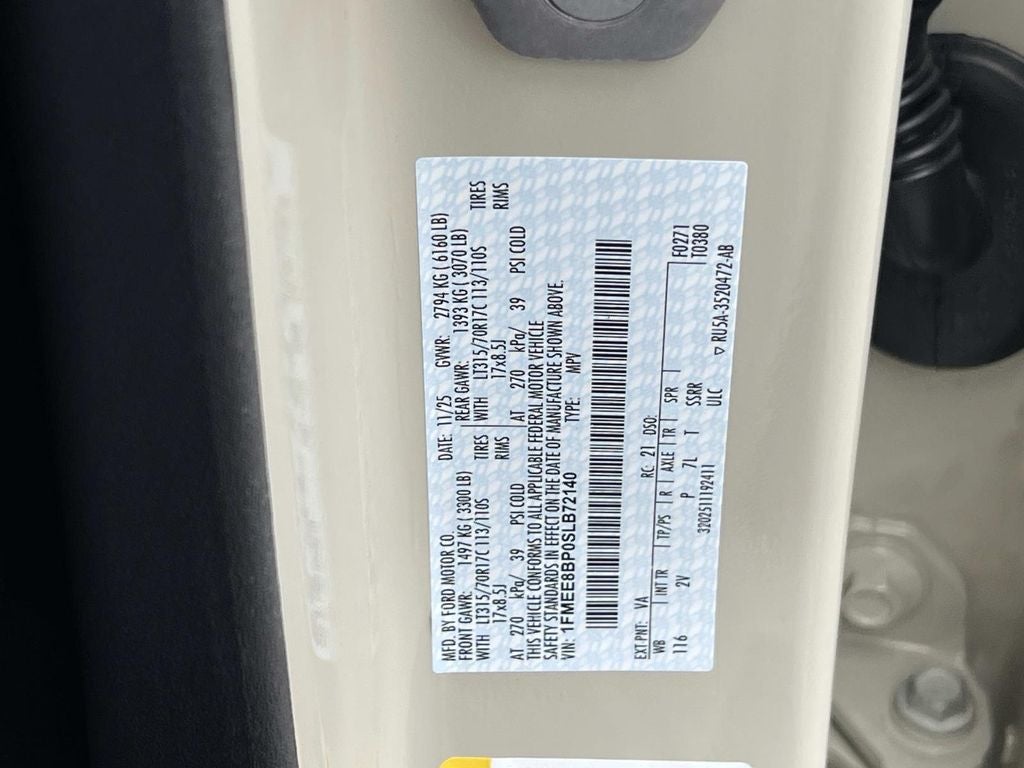 MFD. BY FORD MOTOR CO. DATE: 11/25 GVWR: 2794 KG ( 6160 LB)
FRONT GAWR: 1497 KG ( 3300 LB) REAR GAWR: 1393 KG ( 3070 LB)
WITH LT315/70R17C 113/110S TIRES WITH LT315/70R17C 113/110S TIRES
17x8.5J RIMS 17x8.5J RIMS
AT 270 kPa/ 39 PSI COLD AT 270 kPa/ 39 PSI COLD
THIS VEHICLE CONFORMS TO ALL APPLICABLE FEDERAL MOTOR VEHICLE
SAFETY STANDARDS IN EFFECT ON THE DATE OF MANUFACTURE SHOWN ABOVE.
VIN: 1FMEE8BP0SLB72140 TYPE: MPV
EXT PNT: VA RC: 21 DSO:
WB INT TR TP/PS R AXLE TR SPR F0271
116 2V P 7L T SSRR T0380
3202511192411 ULC ▽ RU5A-3520472-AB